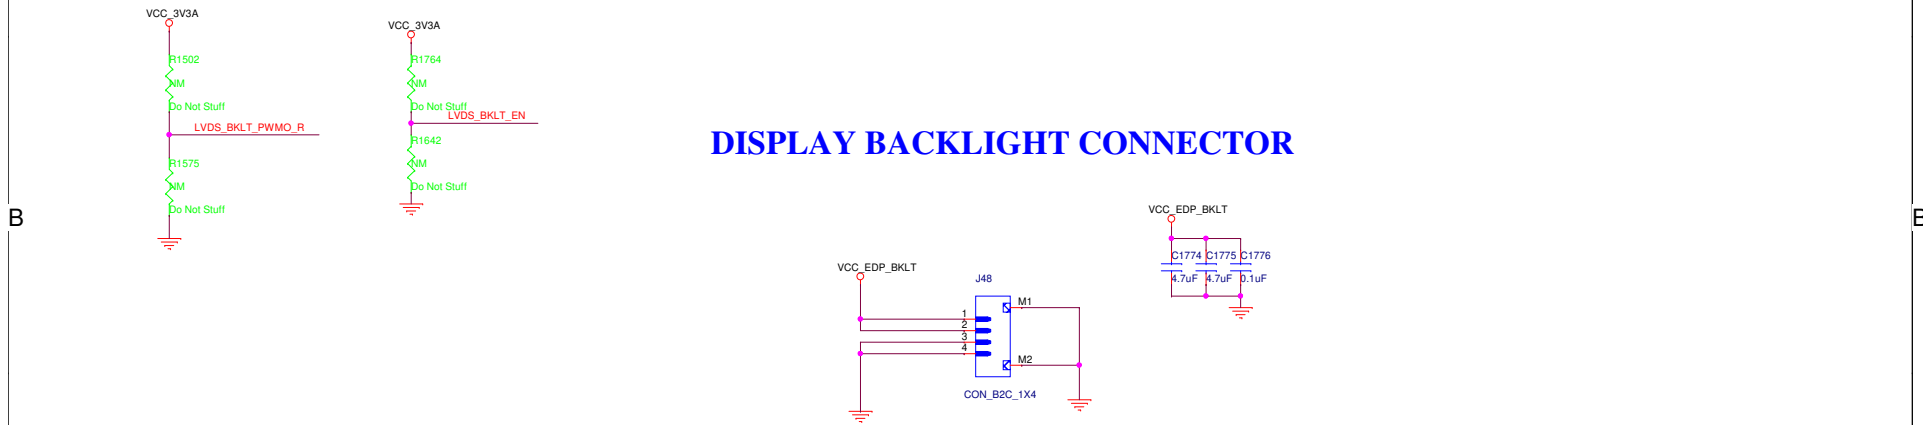 VCC_3V3A
R1502
NM
Do Not Stuff
LVDS_BKLT_PWMO_R
R1575
NM
Do Not Stuff
VCC_3V3A
R1764
NM
Do Not Stuff
LVDS_BKLT_EN
R1642
NM
Do Not Stuff
DISPLAY BACKLIGHT CONNECTOR
B
B
VCC_EDP_BKLT
C1774 C1775 C1776
4.7uF 4.7uF 0.1uF
VCC_EDP_BKLT
J48
M1
1
2
3
4
M2
CON_B2C_1X4